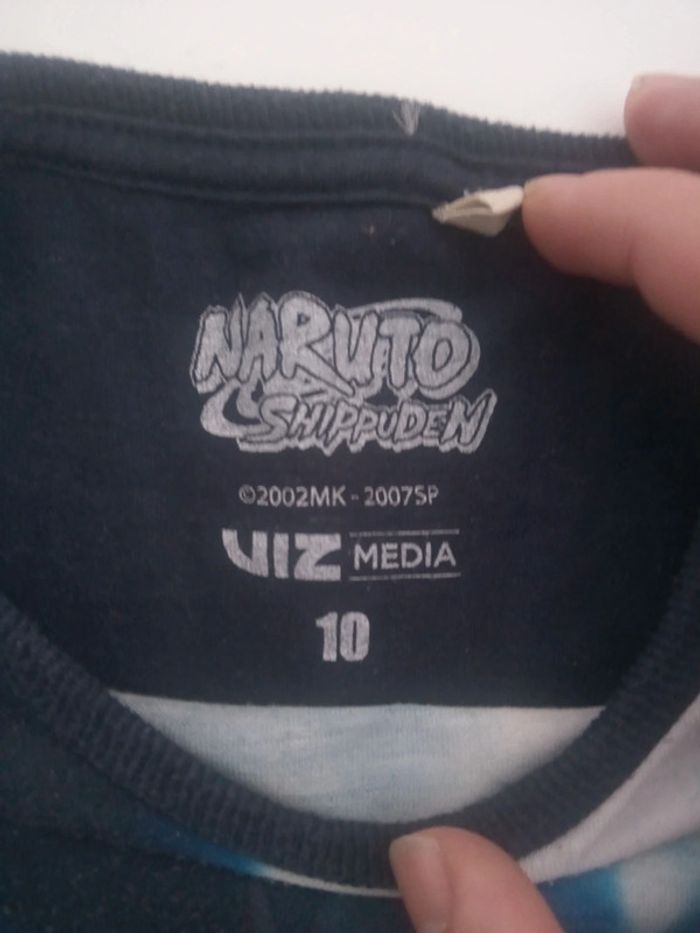 NARUTO
SHIPPUDEN
©2002MK - 2007SP
VIZ MEDIA
10